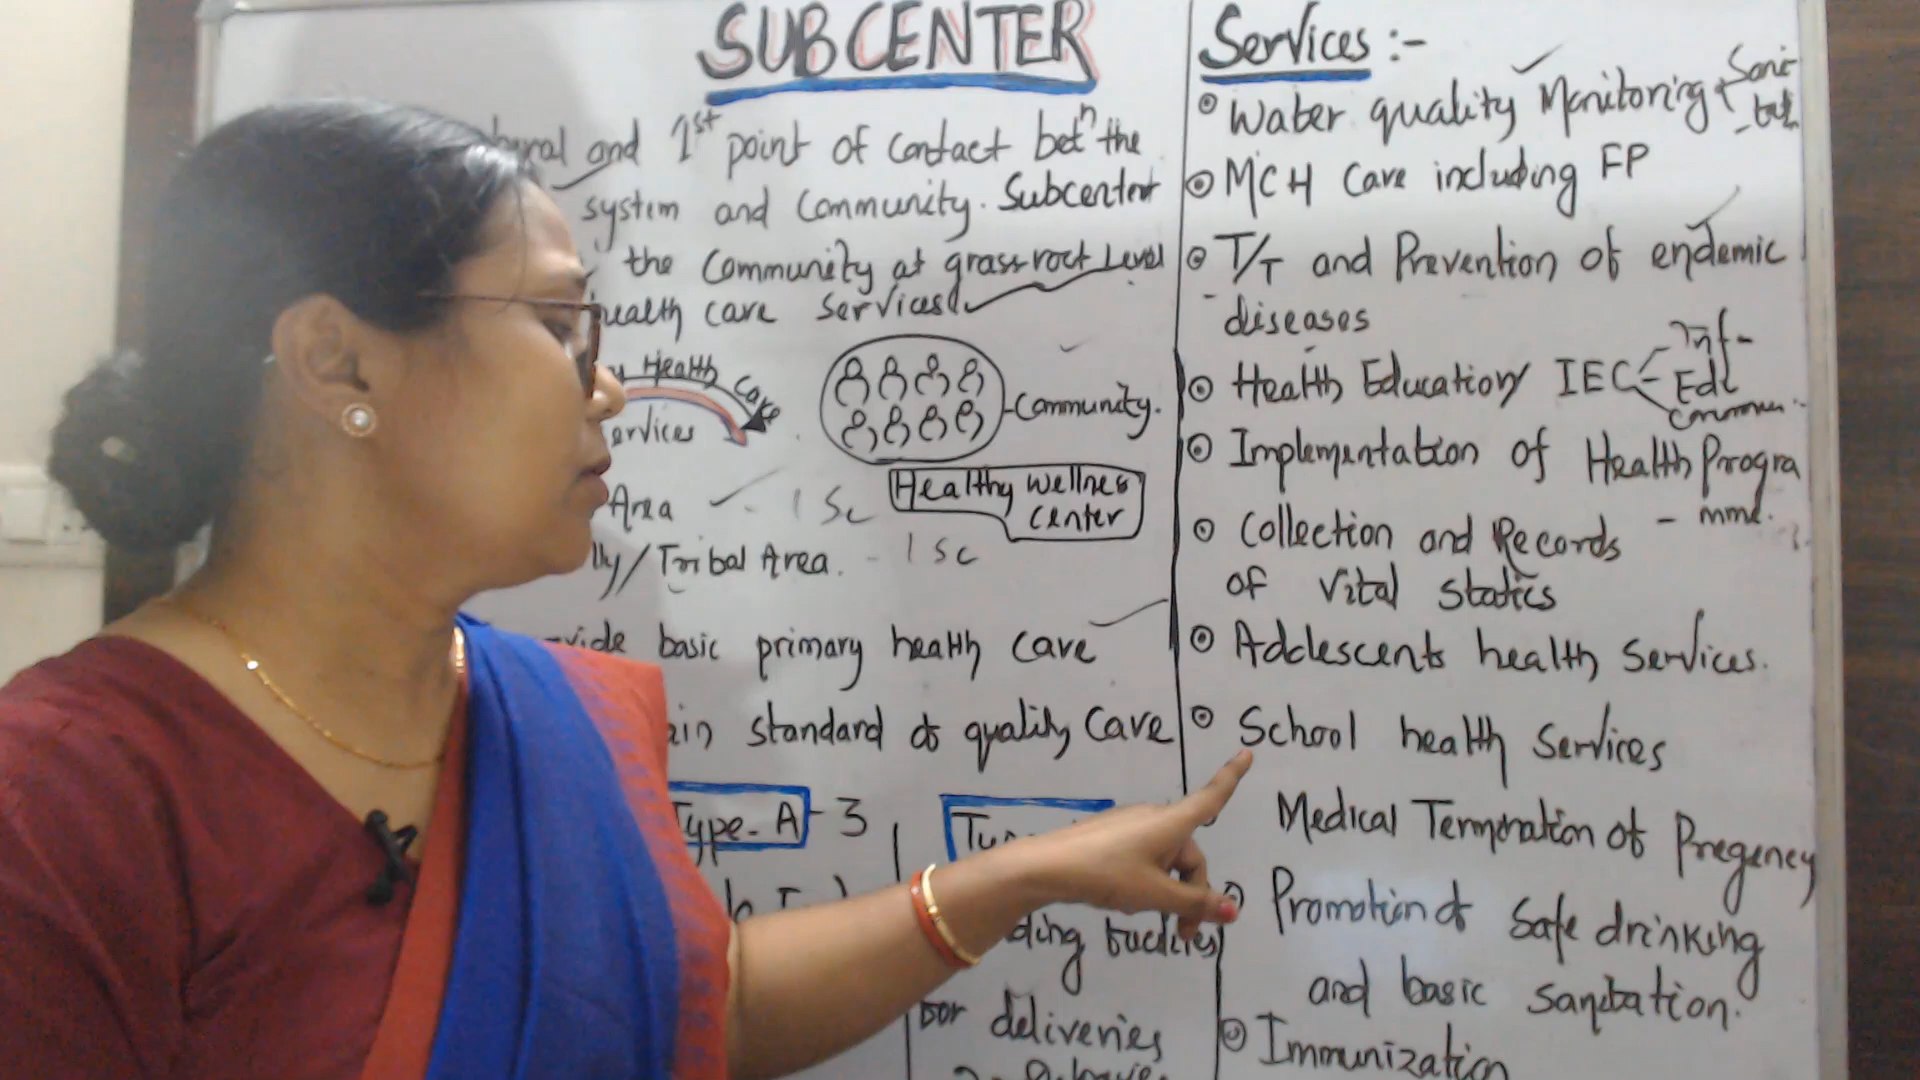 SUBCENTER
and 1st point of contact betn the
system and Community. Subcenter
the Community at grassroot Level
health care Services.
Health Care
Services
Community.
Healthy Wellnes
Center
Area - 1 Sc
/Tribal Area. - 1 SC
basic primary health care
standard of quality Care
Type-A - 3
for deliveries
Services :-
Water quality Monitoring
MCH Care including FP
T/T and Prevention of endemic
- diseases
Health Education/ IEC
Inf-
Edu
commun..
Implementation of Health Progra
- mme.
Collection and Records
of Vital Statics
Adolescents health Services.
School health Services
Medical Termination of Pregency
Promotion of Safe drinking
and basic Sanitation.
Immunization